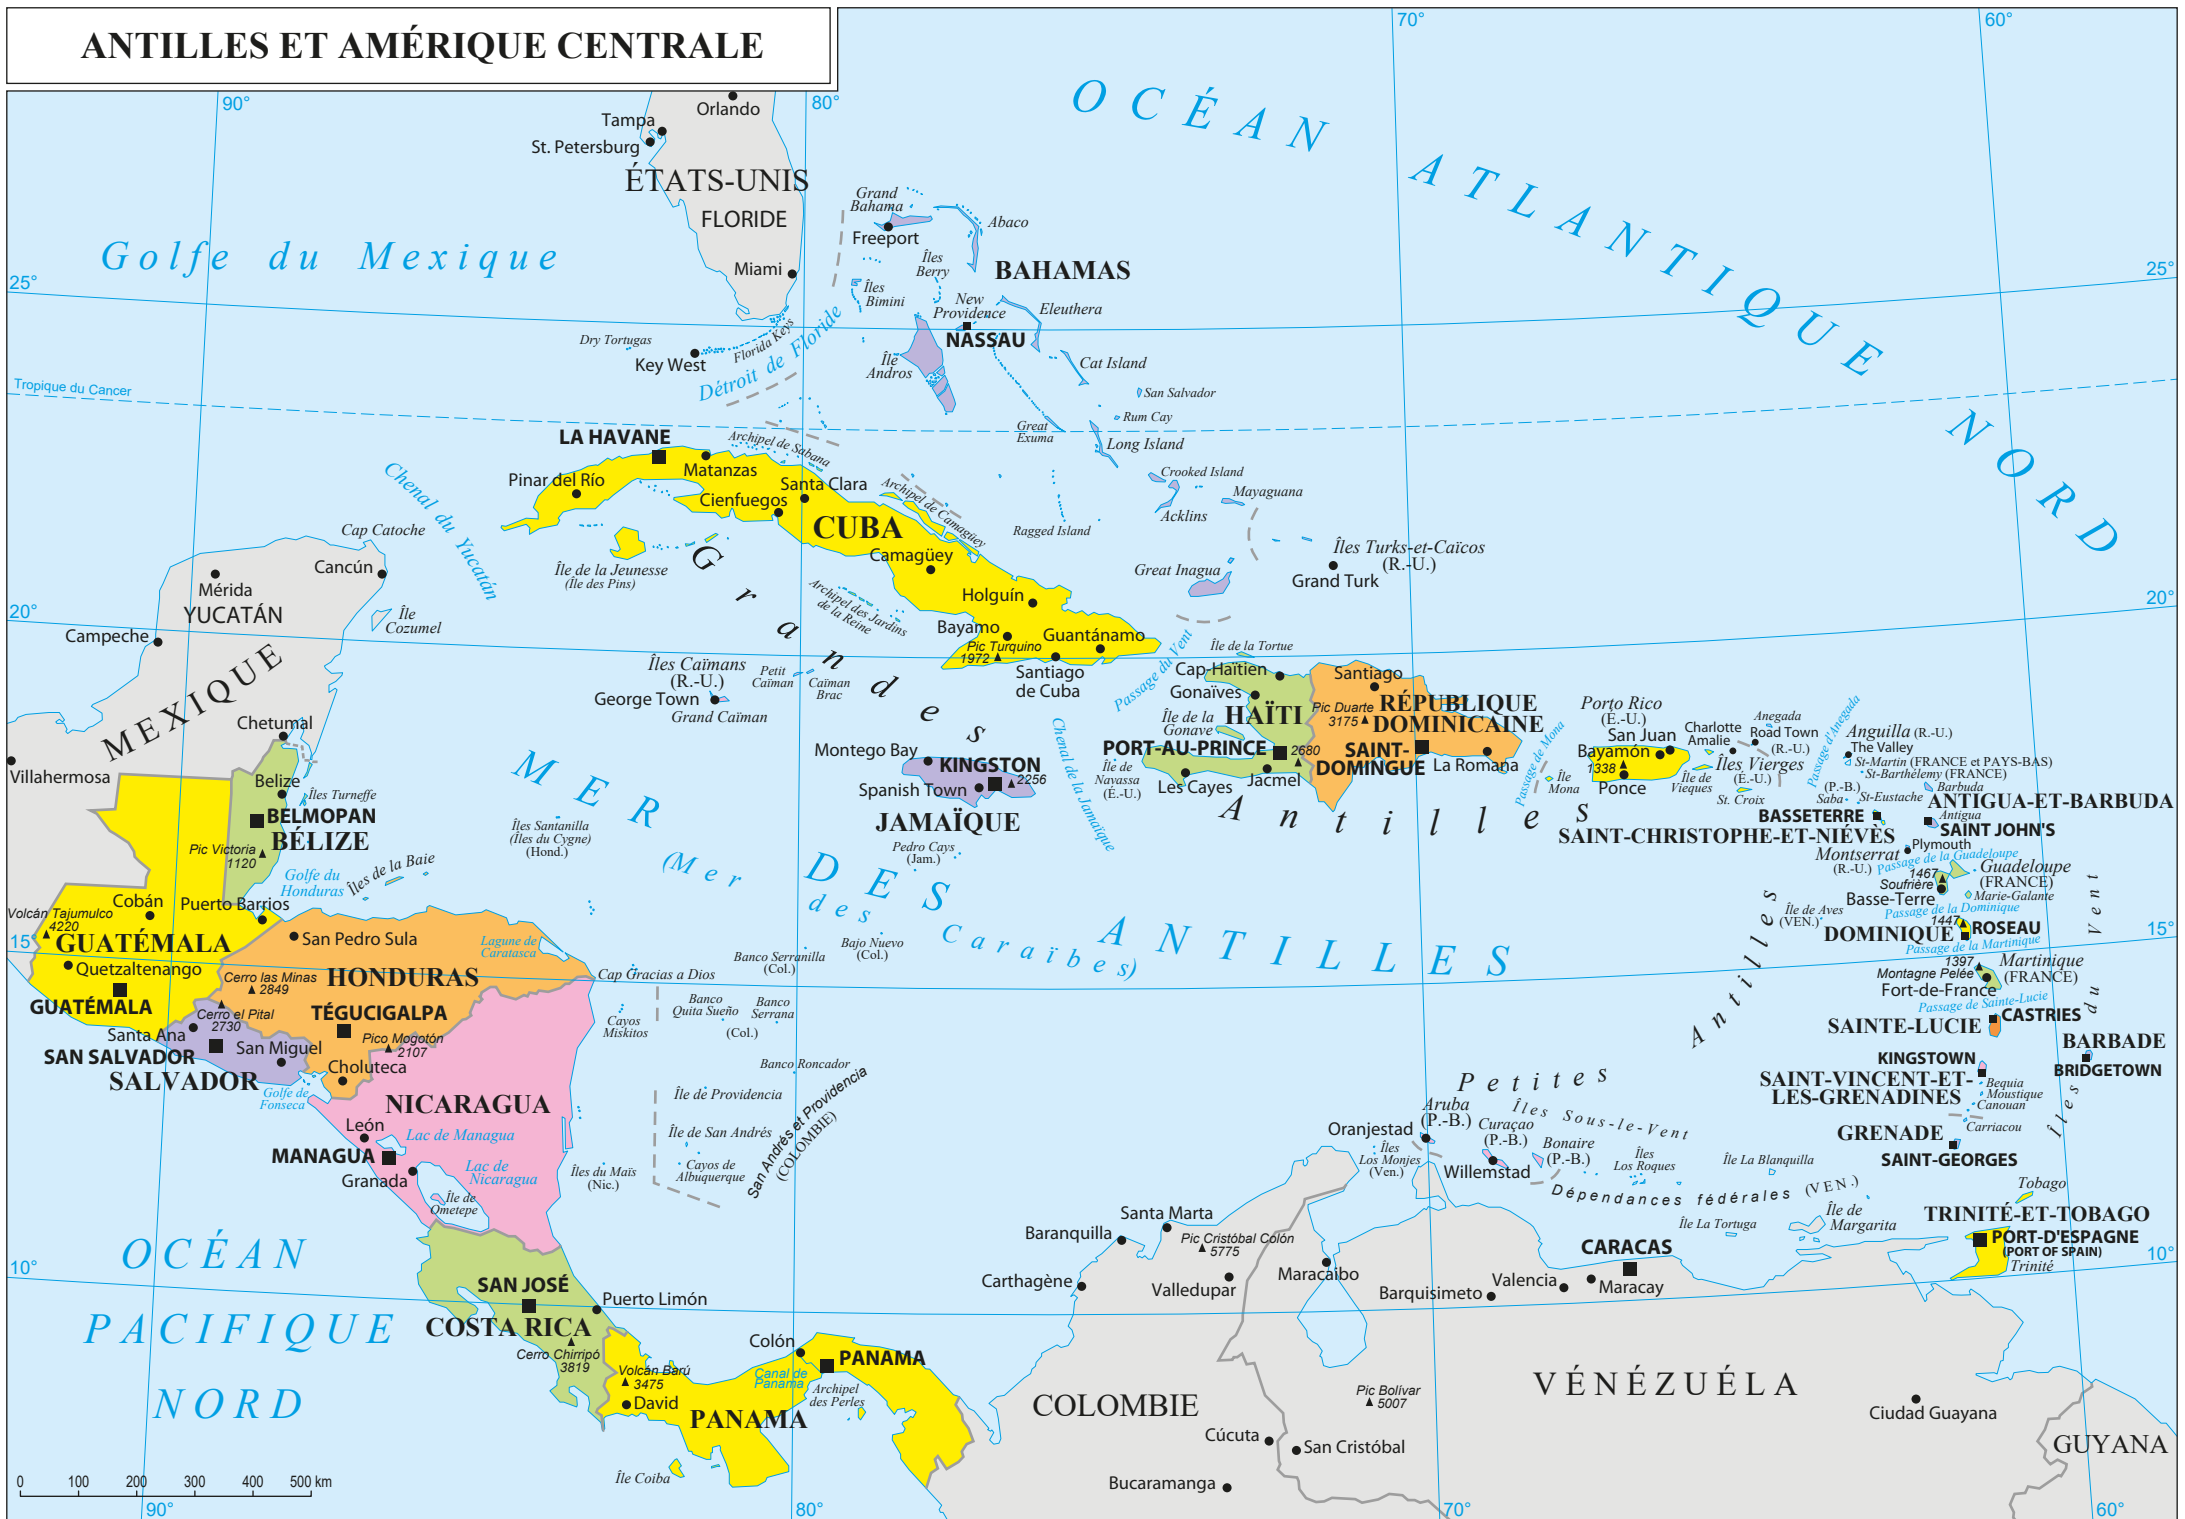 ANTILLES ET AMÉRIQUE CENTRALE
90°
80°
70°
60°
OCÉAN ATLANTIQUE NORD
Orlando
Tampa
St. Petersburg
ÉTATS-UNIS
FLORIDE
Miami
Golfe du Mexique
25°
25°
Grand
Bahama
Freeport
Abaco
Îles
Berry
BAHAMAS
Îles
Bimini
New
Providence
Eleuthera
NASSAU
Île
Andros
Cat Island
San Salvador
Rum Cay
Great
Exuma
Long Island
Crooked Island
Mayaguana
Acklins
Ragged Island
Great Inagua
Îles Turks-et-Caïcos
(R.-U.)
Grand Turk
Dry Tortugas
Florida Keys
Key West
Détroit de Floride
Tropique du Cancer
LA HAVANE
Archipel de Sabana
Matanzas
Pinar del Río
Santa Clara
Cienfuegos
Archipel de Camagüey
CUBA
Camagüey
Île de la Jeunesse
(Île des Pins)
Holguín
Archipel des Jardins
de la Reine
Bayamo
Guantánamo
Pic Turquino
1972
Santiago
de Cuba
Grandes
Antilles
Chenal du Yucatán
Cap Catoche
Cancún
Mérida
YUCATÁN
Île
Cozumel
20°
20°
Campeche
MEXIQUE
Chetumal
Villahermosa
Îles Caïmans
(R.-U.)
George Town
Grand Caïman
Petit
Caïman
Caïman
Brac
Passage du Vent
Île de la Tortue
Cap-Haïtien
Gonaïves
HAÏTI
Île de la
Gonave
PORT-AU-PRINCE
2680
Île de
Navassa
(É.-U.)
Les Cayes
Jacmel
Santiago
Pic Duarte
3175
RÉPUBLIQUE
DOMINICAINE
SAINT-
DOMINGUE
La Romana
Passage de Mona
Île
Mona
Porto Rico
(É.-U.)
San Juan
Bayamón
1338
Ponce
Île de
Vieques
Charlotte
Amalie
Anegada
Road Town
(R.-U.)
Îles Vierges
(É.-U.)
St. Croix
Passage d'Anegada
Anguilla (R.-U.)
The Valley
St-Martin (FRANCE et PAYS-BAS)
St-Barthélemy (FRANCE)
(P.-B.)
Saba
St-Eustache
Barbuda
ANTIGUA-ET-BARBUDA
Antigua
SAINT JOHN'S
BASSETERRE
SAINT-CHRISTOPHE-ET-NIÉVÈS
Plymouth
Montserrat
(R.-U.)
Passage de la Guadeloupe
Guadeloupe
(FRANCE)
1467
Soufrière
Basse-Terre
Marie-Galante
Île de Aves
(VEN.)
Passage de la Dominique
1447
ROSEAU
DOMINIQUE
Passage de la Martinique
1397
Martinique
(FRANCE)
Montagne Pelée
Fort-de-France
Passage de Sainte-Lucie
CASTRIES
SAINTE-LUCIE
BARBADE
BRIDGETOWN
KINGSTOWN
SAINT-VINCENT-ET-
LES-GRENADINES
Bequia
Moustique
Canouan
Carriacou
GRENADE
SAINT-GEORGES
Îles du Vent
Petites Antilles
Montego Bay
KINGSTON
2256
Spanish Town
JAMAÏQUE
Pedro Cays
(Jam.)
Chenal de la Jamaïque
MER DES ANTILLES
(Mer des Caraïbes)
Belize
Îles Turneffe
BELMOPAN
BÉLIZE
Pic Victoria
1120
Îles Santanilla
(Îles du Cygne)
(Hond.)
Golfe du
Honduras
Îles de la Baie
Cobán
Puerto Barrios
Volcán Tajumulco
4220
15°
15°
GUATÉMALA
San Pedro Sula
Quetzaltenango
GUATÉMALA
Lagune de
Caratasca
Cerro las Minas
2849
HONDURAS
Cap Gracias a Dios
Cerro el Pital
2730
TÉGUCIGALPA
Santa Ana
SAN SALVADOR
San Miguel
Pico Mogotón
2107
SALVADOR
Choluteca
Golfe de
Fonseca
NICARAGUA
León
Lac de Managua
MANAGUA
Granada
Lac de
Nicaragua
Île de
Ometepe
Cayos
Miskitos
Banco Serranilla
(Col.)
Bajo Nuevo
(Col.)
Banco
Quita Sueño
Banco
Serrana
(Col.)
Banco Roncador
Île de Providencia
Île de San Andrés
Cayos de
Albuquerque
San Andrés et Providencia
(COLOMBIE)
Îles du Maïs
(Nic.)
Aruba
(P.-B.)
Oranjestad
Îles
Los Monjes
(Ven.)
Curaçao
(P.-B.)
Willemstad
Bonaire
(P.-B.)
Îles Sous-le-Vent
Îles
Los Roques
Île La Blanquilla
Dépendances fédérales (VEN.)
Île La Tortuga
Île de
Margarita
Tobago
TRINITÉ-ET-TOBAGO
PORT-D'ESPAGNE
(PORT OF SPAIN)
Trinité
10°
10°
OCÉAN
PACIFIQUE
NORD
SAN JOSÉ
Puerto Limón
COSTA RICA
Cerro Chirripó
3819
Volcán Barú
3475
David
Colón
PANAMA
Canal de
Panama
Archipel
des Perles
PANAMA
Île Coiba
Santa Marta
Baranquilla
Pic Cristóbal Colón
5775
Carthagène
Valledupar
Maracaibo
CARACAS
Valencia
Maracay
Barquisimeto
COLOMBIE
VÉNÉZUÉLA
Pic Bolívar
5007
Cúcuta
San Cristóbal
Bucaramanga
Ciudad Guayana
GUYANA
0 100 200 300 400 500 km
90°
80°
70°
60°